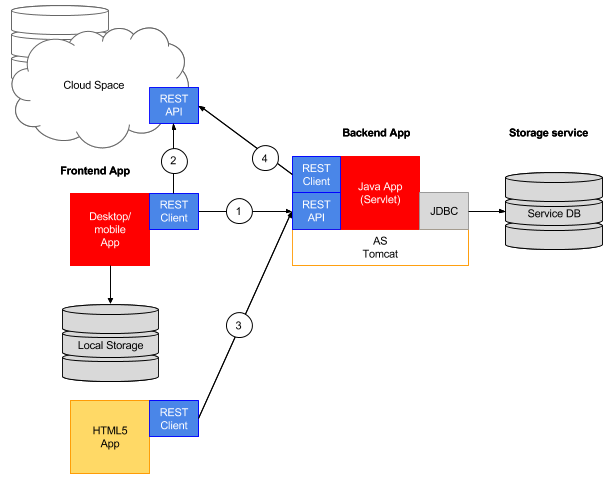 Cloud Space
REST
API
2
4
Backend App
Storage service
Frontend App
REST
Client
Java App
(Servlet)
Desktop/
mobile
App
REST
Client
1
REST
API
JDBC
Service DB
AS
Tomcat
3
Local Storage
HTML5
App
REST
Client